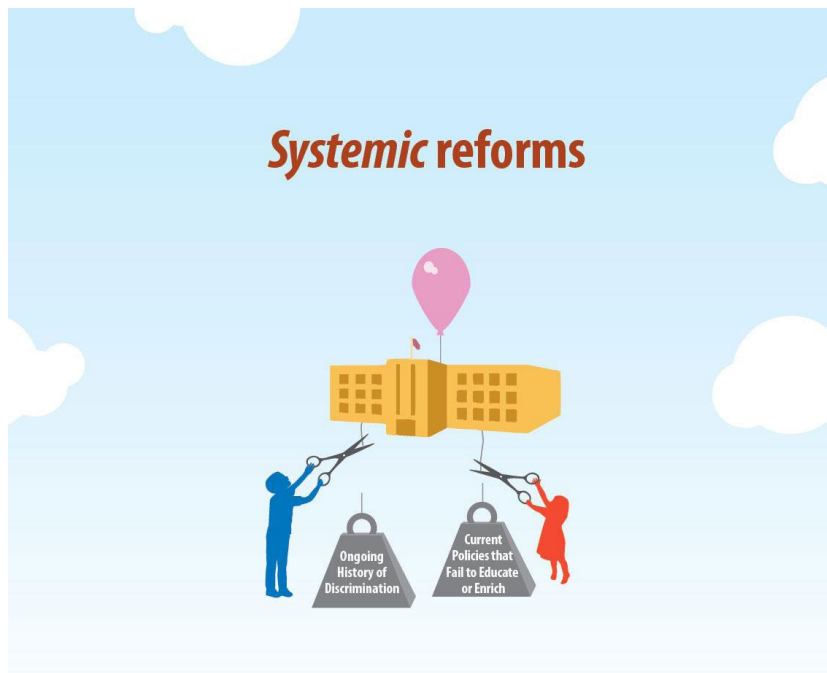 Systemic reforms
Ongoing
History of
Discrimination
Current
Policies that
Fail to Educate
or Enrich